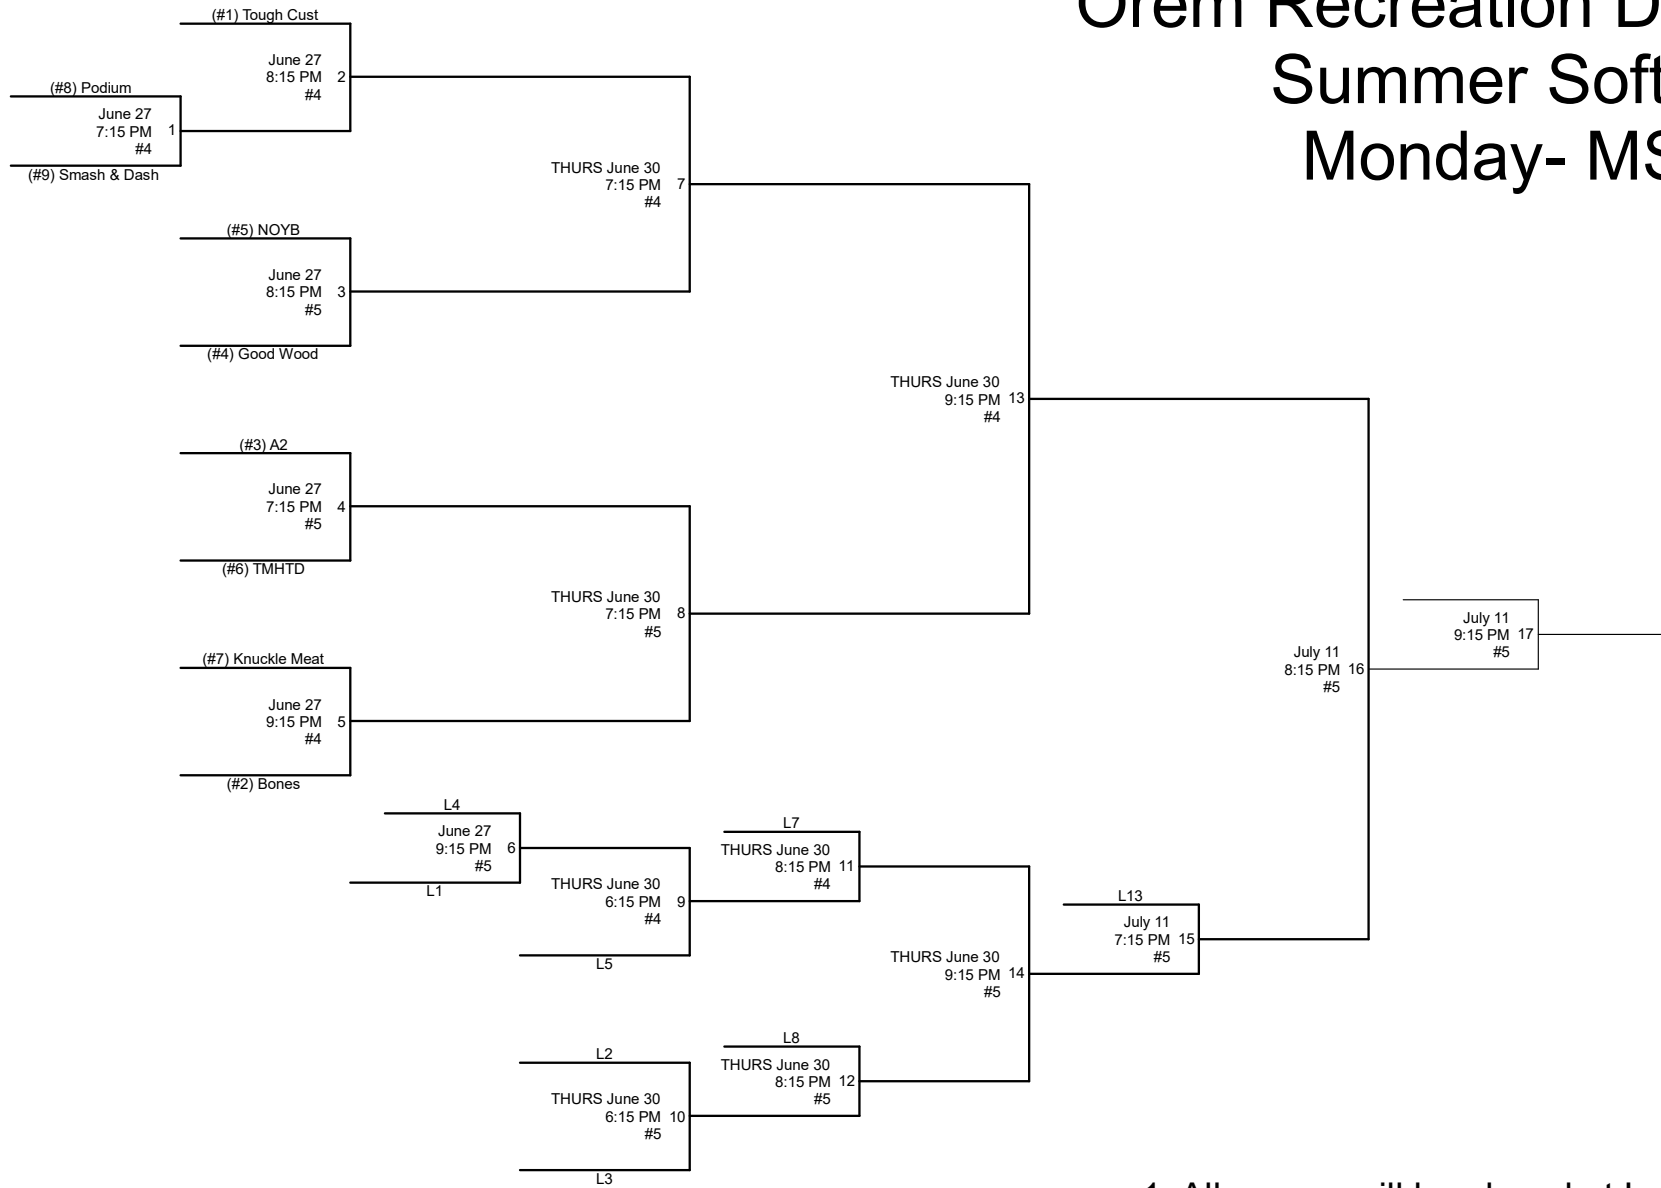 Orem Recreation D
Summer Soft
Monday- MS
(#1) Tough Cust
June 27
8:15 PM 2
#4
(#8) Podium
June 27
7:15 PM 1
#4
(#9) Smash & Dash
THURS June 30
7:15 PM 7
#4
(#5) NOYB
June 27
8:15 PM 3
#5
(#4) Good Wood
THURS June 30
9:15 PM 13
#4
(#3) A2
June 27
7:15 PM 4
#5
(#6) TMHTD
THURS June 30
7:15 PM 8
#5
(#7) Knuckle Meat
June 27
9:15 PM 5
#4
(#2) Bones
July 11
9:15 PM 17
#5
July 11
8:15 PM 16
#5
L4
June 27
9:15 PM 6
#5
L1
THURS June 30
6:15 PM 9
#4
L5
L7
THURS June 30
8:15 PM 11
#4
L13
July 11
7:15 PM 15
#5
THURS June 30
9:15 PM 14
#5
L2
THURS June 30
6:15 PM 10
#5
L3
L8
THURS June 30
8:15 PM 12
#5